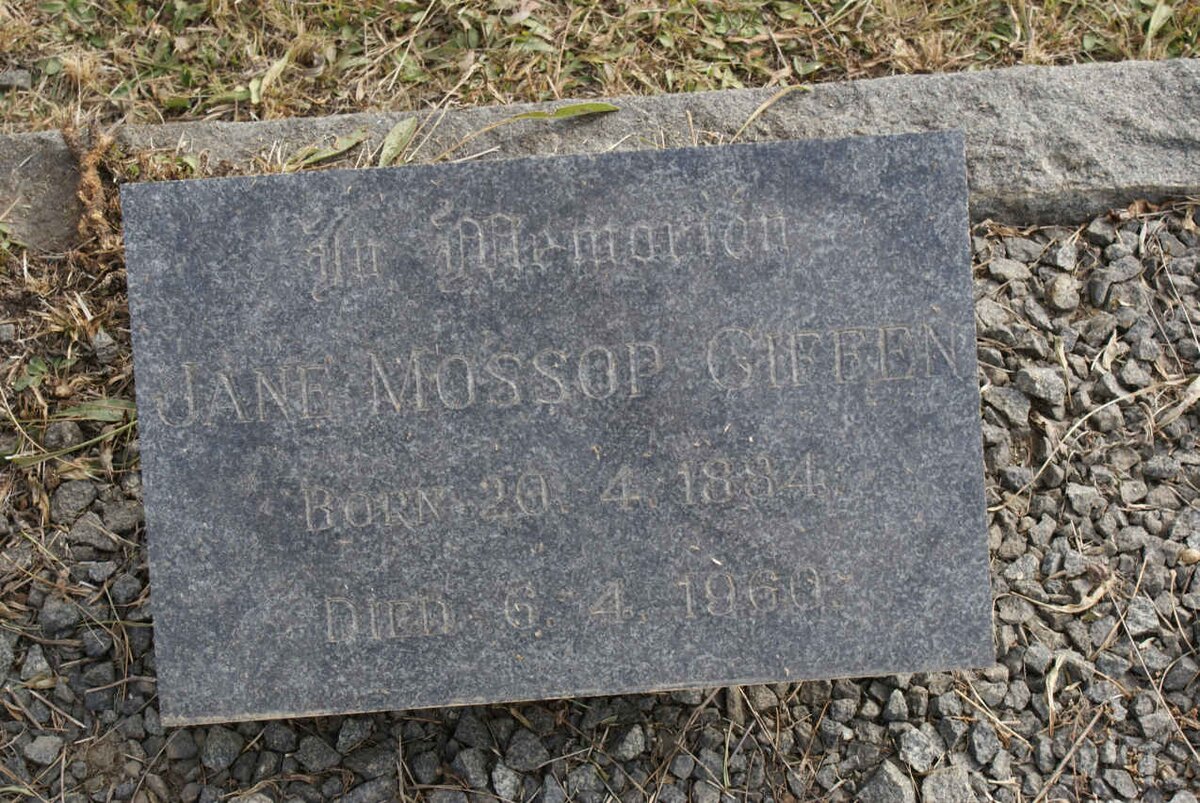 In Memoriam
JANE MOSSOP GIFFEN
BORN 20. 4. 1884.
DIED 6. 4. 1960.